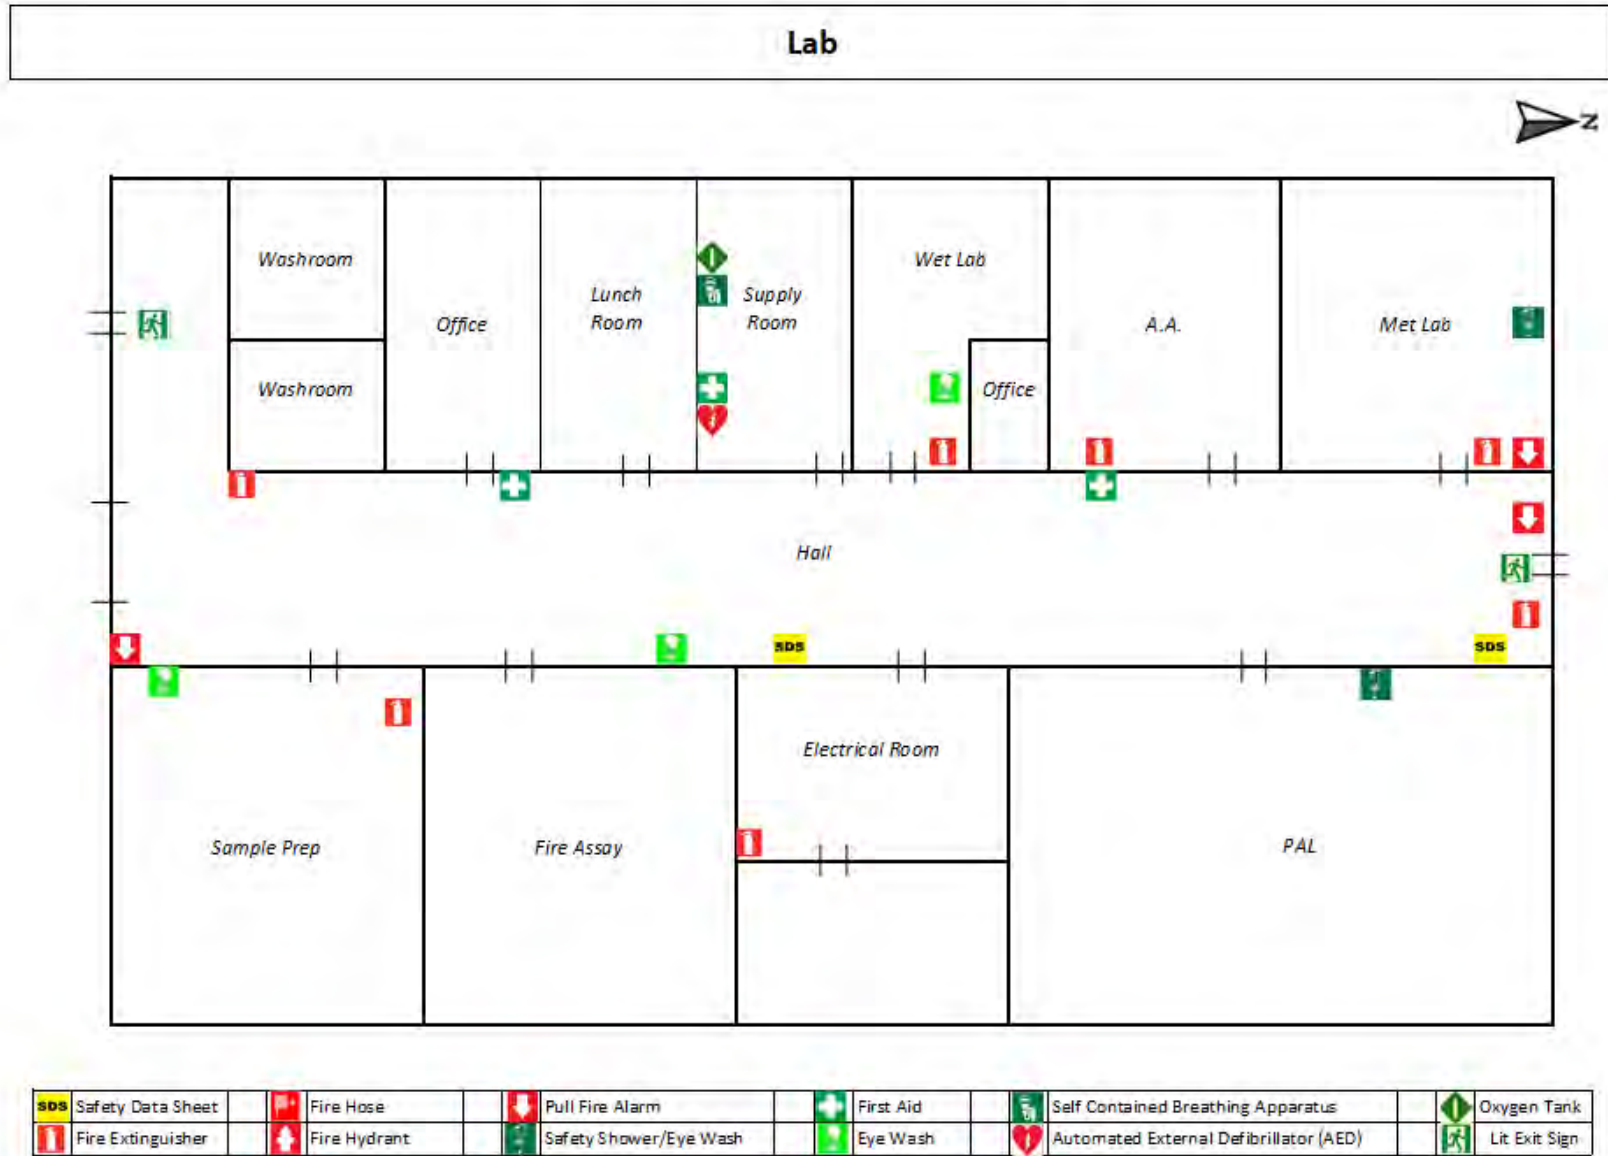 Lab
N
Washroom
Wet Lab
Lunch
Room
Supply
Room
Office
A.A.
Met Lab
Washroom
Office
Hall
SDS
SDS
Electrical Room
Sample Prep
Fire Assay
PAL
SDS Safety Data Sheet Fire Hose Pull Fire Alarm First Aid Self Contained Breathing Apparatus Oxygen Tank
Fire Extinguisher Fire Hydrant Safety Shower/Eye Wash Eye Wash Automated External Defibrillator (AED) Lit Exit Sign